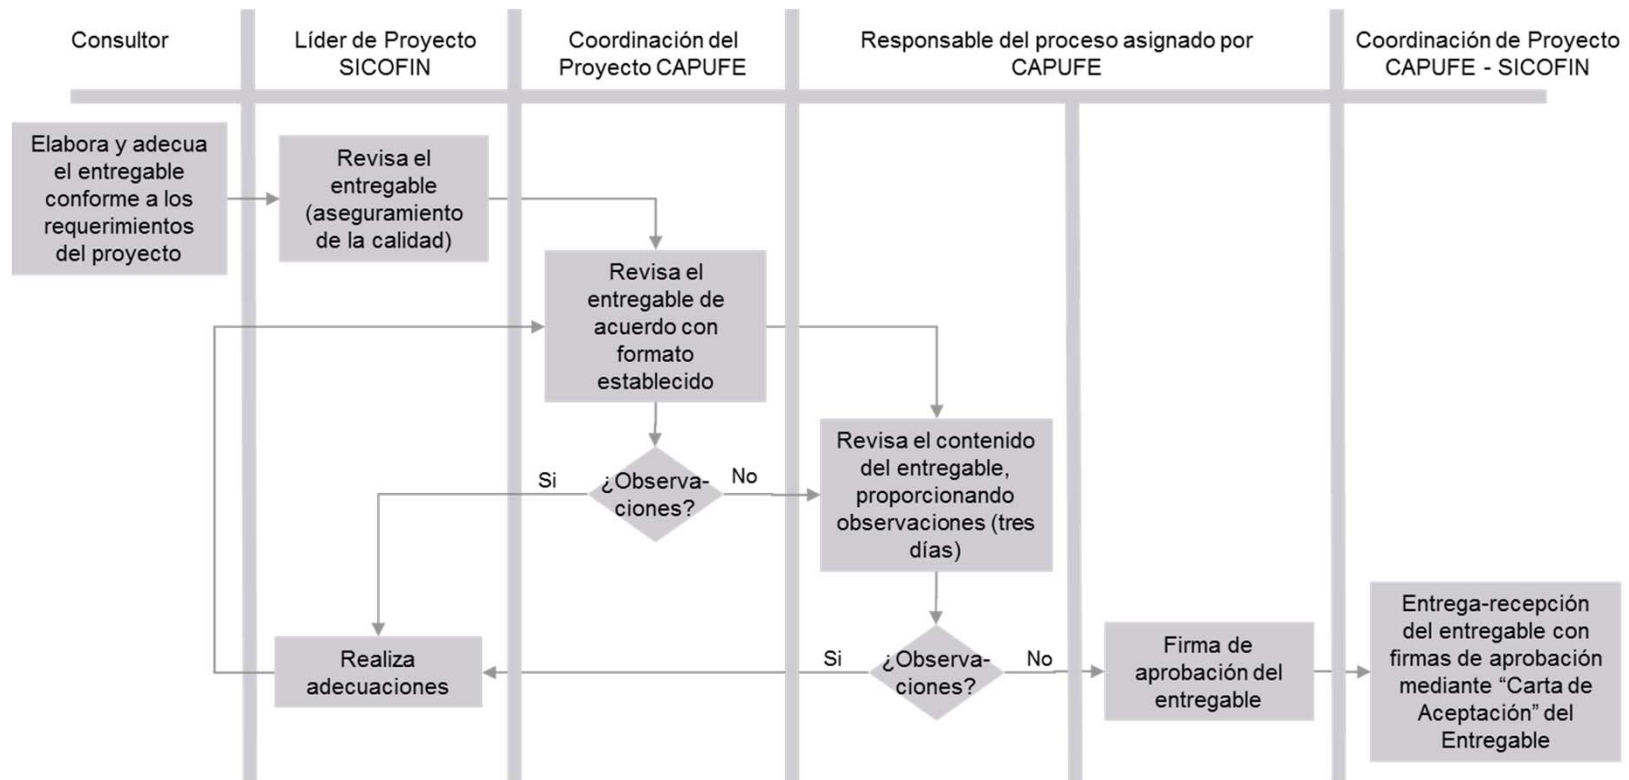 Consultor
Líder de Proyecto
SICOFIN
Coordinación del
Proyecto CAPUFE
Responsable del proceso asignado por
CAPUFE
Coordinación de Proyecto
CAPUFE - SICOFIN
Elabora y adecua
el entregable
conforme a los
requerimientos
del proyecto
Revisa el
entregable
(aseguramiento
de la calidad)
Revisa el
entregable de
acuerdo con
formato
establecido
Si
¿Observa-
ciones?
No
Revisa el contenido
del entregable,
proporcionando
observaciones (tres
días)
Realiza
adecuaciones
Si
¿Observa-
ciones?
No
Firma de
aprobación del
entregable
Entrega-recepción
del entregable con
firmas de aprobación
mediante “Carta de
Aceptación” del
Entregable